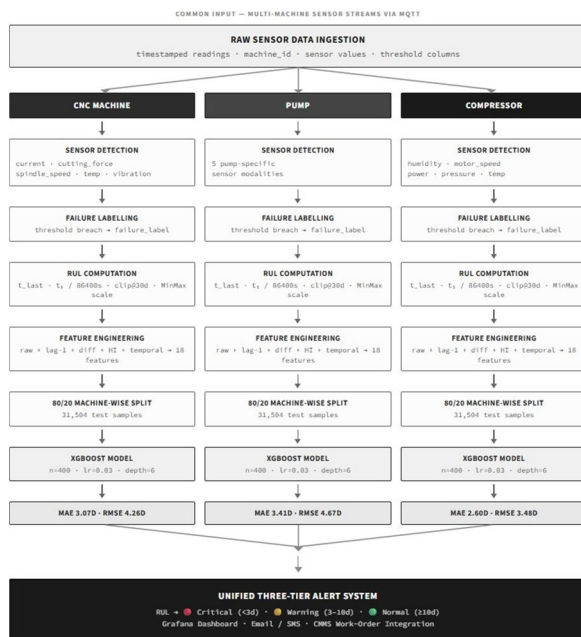 COMMON INPUT — MULTI-MACHINE SENSOR STREAMS VIA MQTT
RAW SENSOR DATA INGESTION
timestamped readings · machine_id · sensor values · threshold columns
CNC MACHINE
SENSOR DETECTION
current · cutting_force
spindle_speed · temp · vibration
FAILURE LABELLING
threshold breach → failure_label
RUL COMPUTATION
t_last - tᵢ / 86400s · clip@30d · MinMax
scale
FEATURE ENGINEERING
raw + lag-1 + diff + HI + temporal → 18
features
80/20 MACHINE-WISE SPLIT
31,504 test samples
XGBOOST MODEL
n=400 · lr=0.03 · depth=6
MAE 3.07D · RMSE 4.26D
PUMP
SENSOR DETECTION
5 pump-specific
sensor modalities
FAILURE LABELLING
threshold breach → failure_label
RUL COMPUTATION
t_last - tᵢ / 86400s · clip@30d · MinMax
scale
FEATURE ENGINEERING
raw + lag-1 + diff + HI + temporal → 18
features
80/20 MACHINE-WISE SPLIT
31,504 test samples
XGBOOST MODEL
n=400 · lr=0.03 · depth=6
MAE 3.41D · RMSE 4.67D
COMPRESSOR
SENSOR DETECTION
humidity · motor_speed
power · pressure · temp
FAILURE LABELLING
threshold breach → failure_label
RUL COMPUTATION
t_last - tᵢ / 86400s · clip@30d · MinMax
scale
FEATURE ENGINEERING
raw + lag-1 + diff + HI + temporal → 18
features
80/20 MACHINE-WISE SPLIT
31,504 test samples
XGBOOST MODEL
n=400 · lr=0.03 · depth=6
MAE 2.60D · RMSE 3.48D
UNIFIED THREE-TIER ALERT SYSTEM
RUL → 🔴 Critical (<3d) · 🟡 Warning (3–10d) · 🟢 Normal (≥10d)
Grafana Dashboard · Email / SMS · CMMS Work-Order Integration